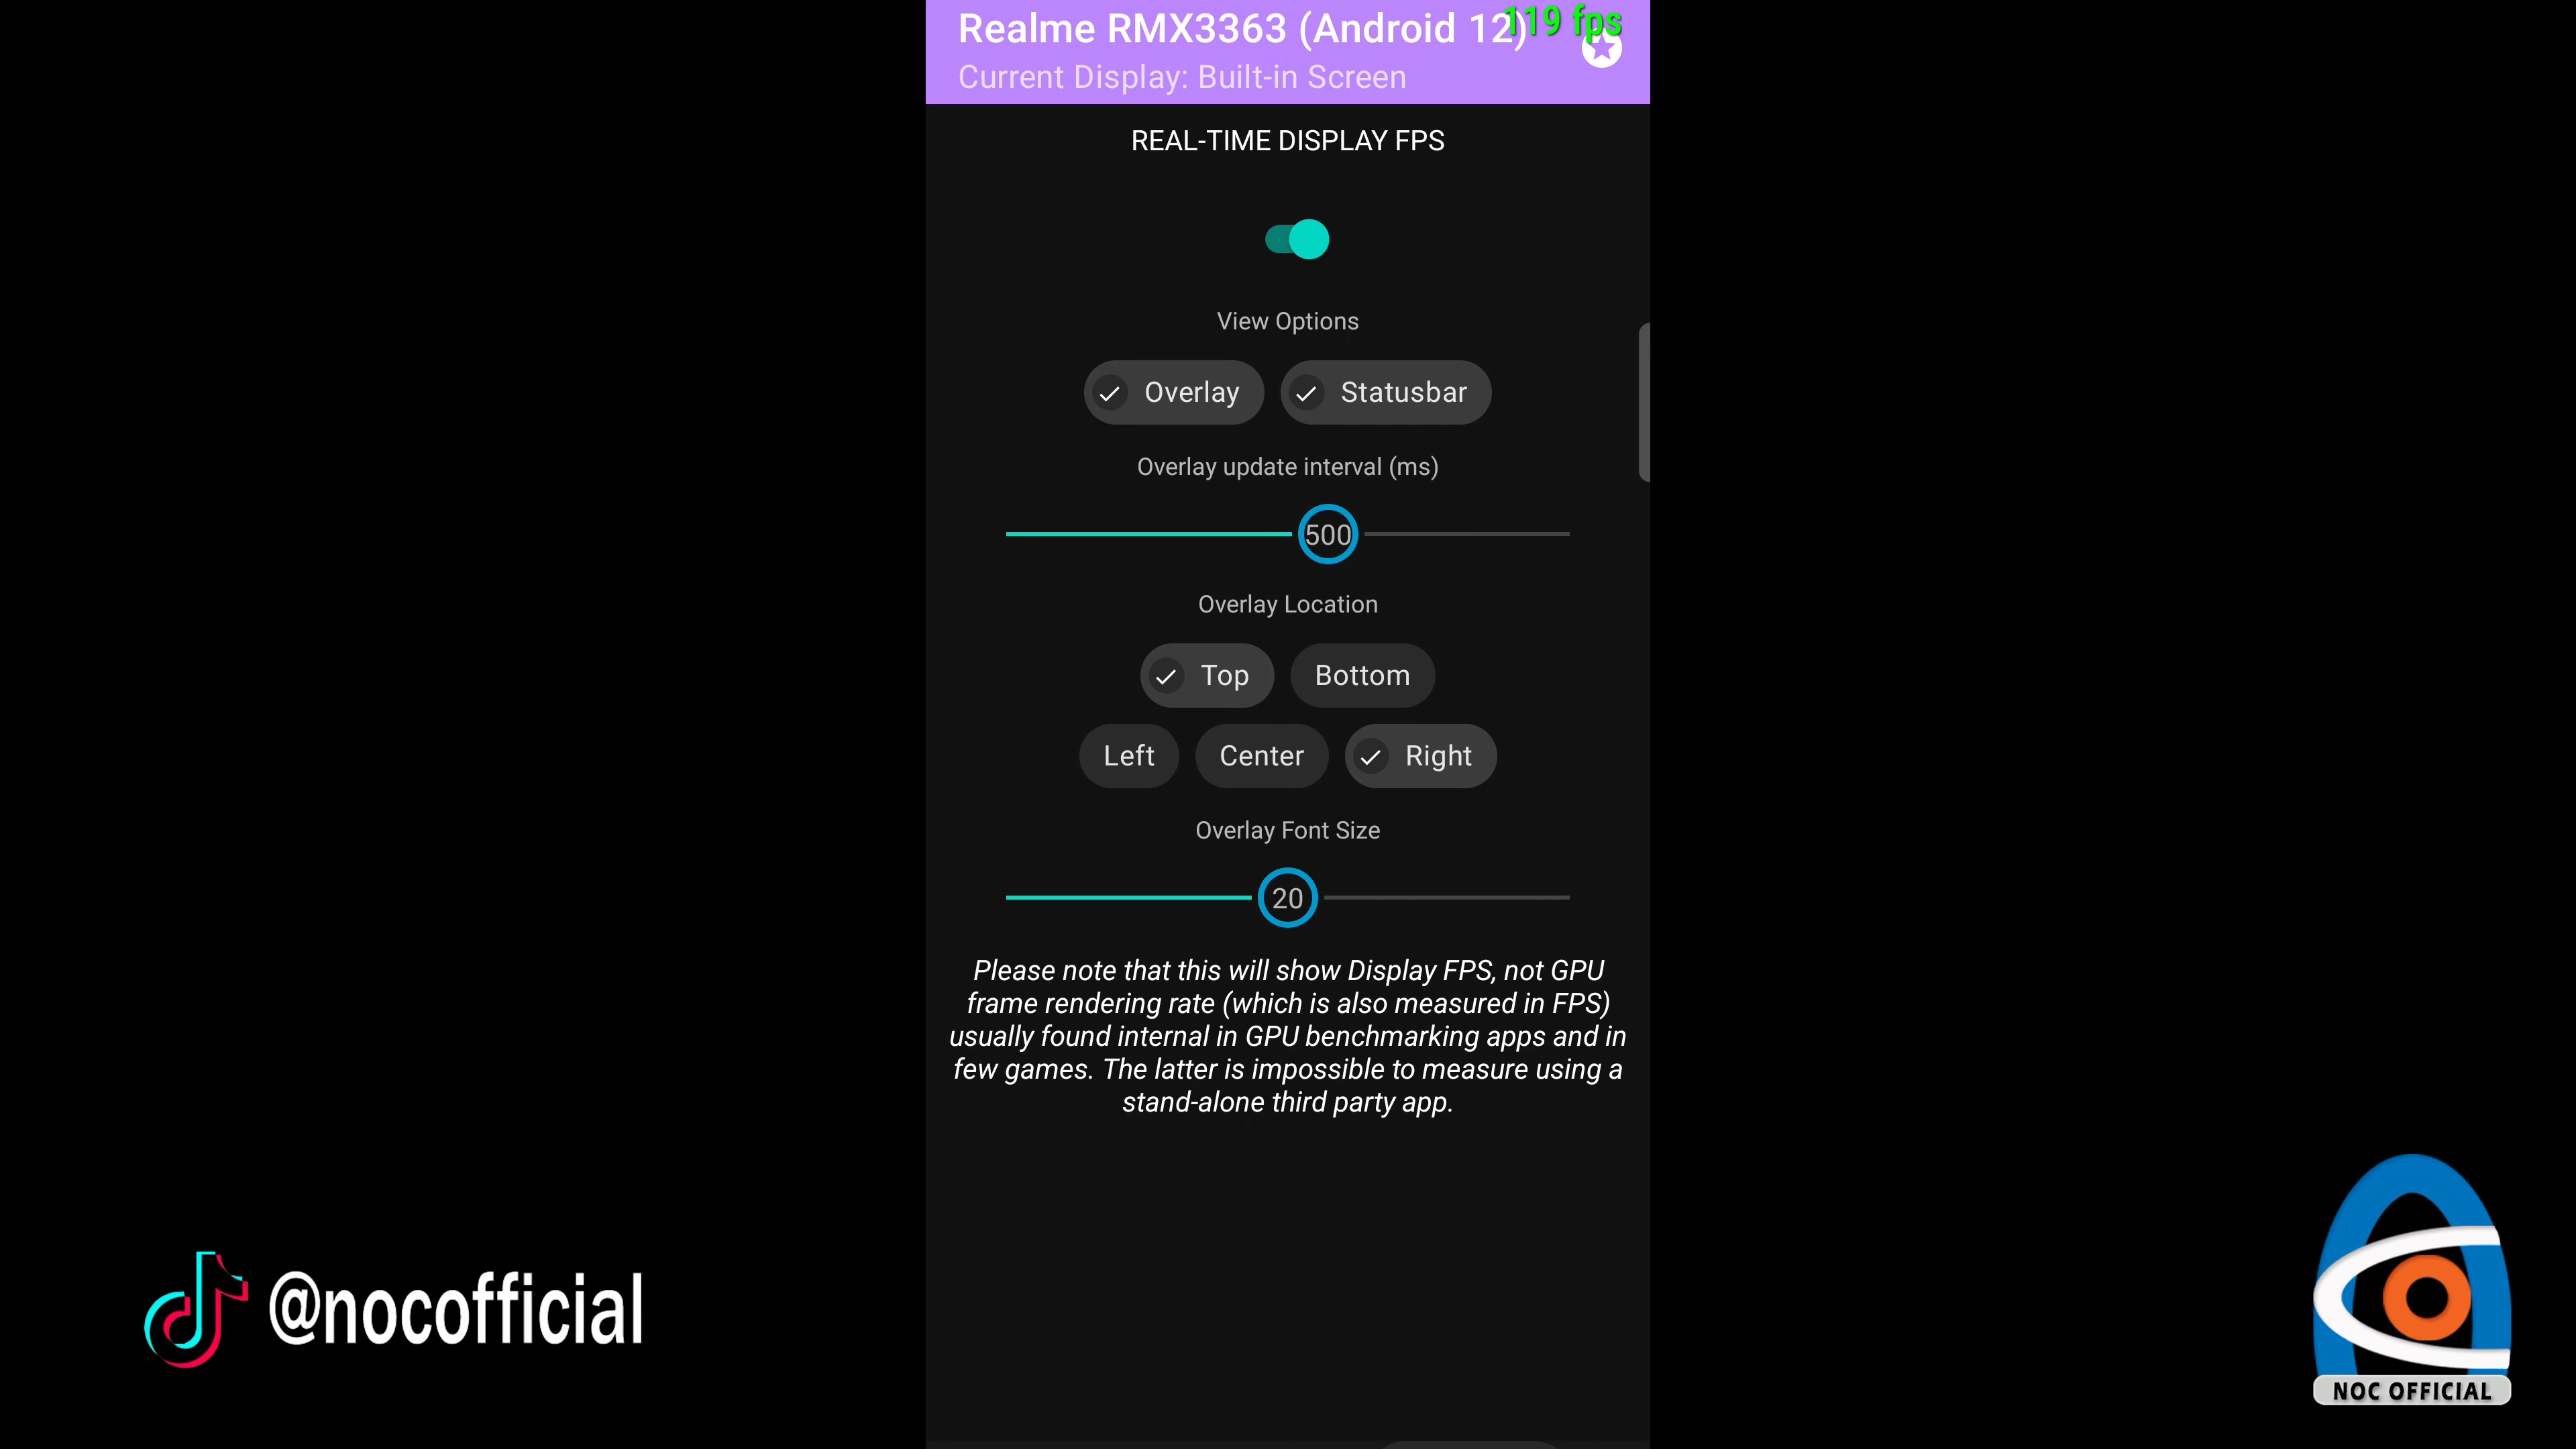 Realme RMX3363 (Android 12)
119 fps
Current Display: Built-in Screen
REAL-TIME DISPLAY FPS
View Options
Overlay
Statusbar
Overlay update interval (ms)
500
Overlay Location
Top
Bottom
Left
Center
Right
Overlay Font Size
20
Please note that this will show Display FPS, not GPU
frame rendering rate (which is also measured in FPS)
usually found internal in GPU benchmarking apps and in
few games. The latter is impossible to measure using a
stand-alone third party app.
@nocofficial
NOC OFFICIAL